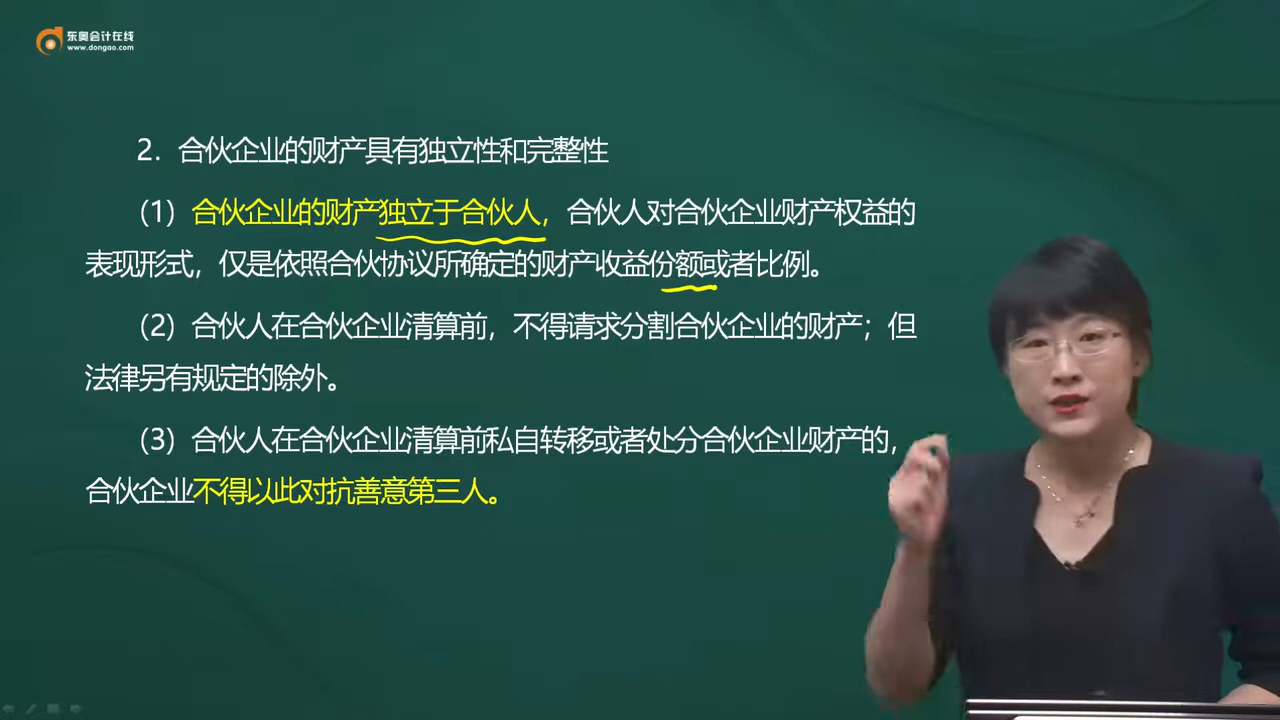 东奥会计在线
www.dongao.com
2．合伙企业的财产具有独立性和完整性
（1）合伙企业的财产独立于合伙人，合伙人对合伙企业财产权益的
表现形式，仅是依照合伙协议所确定的财产收益份额或者比例。
（2）合伙人在合伙企业清算前，不得请求分割合伙企业的财产；但
法律另有规定的除外。
（3）合伙人在合伙企业清算前私自转移或者处分合伙企业财产的，
合伙企业不得以此对抗善意第三人。